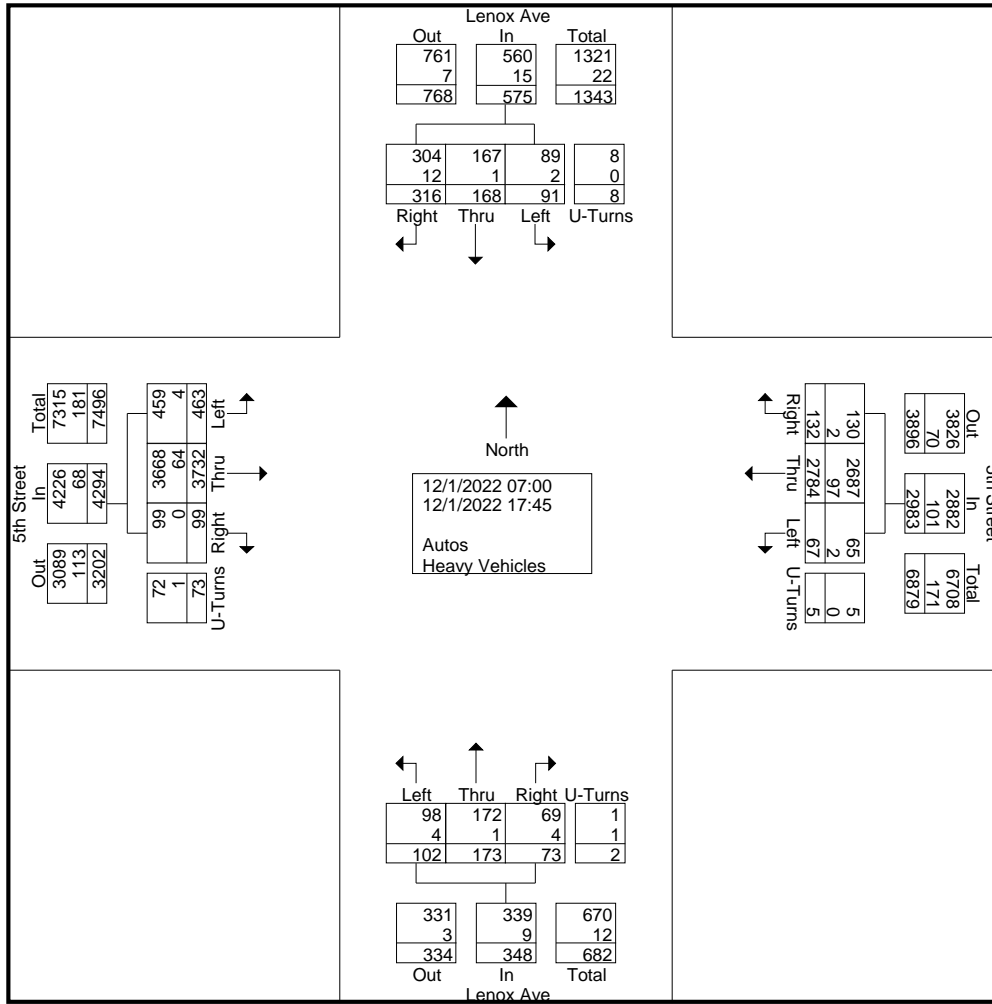 Lenox Ave
Out In Total
761 560 1321
7 15 22
768 575 1343
304 167 89 8
12 1 2 0
316 168 91 8
Right Thru Left U-Turns
5th Street
Total In Out
7315 4226 3089
181 68 113
7496 4294 3202
Left Thru Right U-Turns
459 3668 99 72
4 64 0 1
463 3732 99 73
North
12/1/2022 07:00
12/1/2022 17:45
Autos
Heavy Vehicles
Right Thru Left U-Turns
130 2687 65 5
2 97 2 0
132 2784 67 5
Out In Total
3826 2882 6708
70 101 171
3896 2983 6879
5th Street
Left Thru Right U-Turns
98 172 69 1
4 1 4 1
102 173 73 2
331 339 670
3 9 12
334 348 682
Out In Total
Lenox Ave